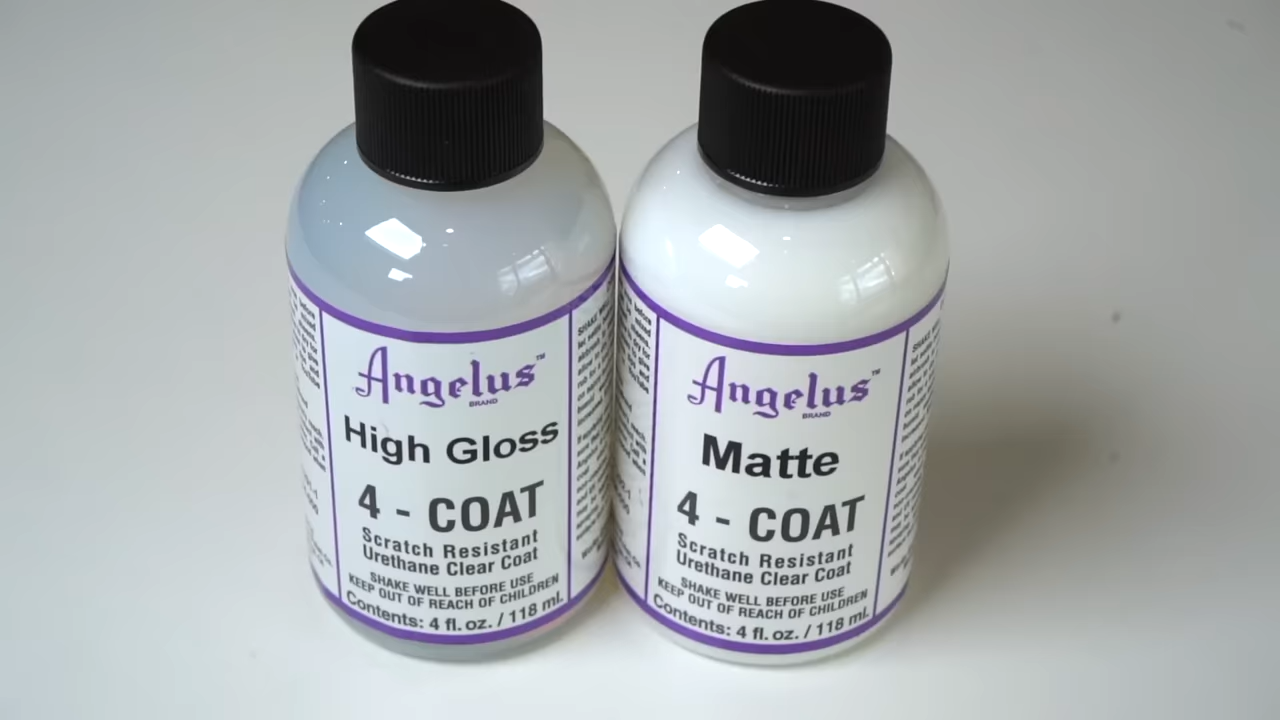 Angelus™
BRAND
High Gloss
4 - COAT
Scratch Resistant
Urethane Clear Coat
SHAKE WELL BEFORE USE
KEEP OUT OF REACH OF CHILDREN
Contents: 4 fl. oz. / 118 ml.
Angelus™
BRAND
Matte
4 - COAT
Scratch Resistant
Urethane Clear Coat
SHAKE WELL BEFORE USE
KEEP OUT OF REACH OF CHILDREN
Contents: 4 fl. oz. / 118 ml.